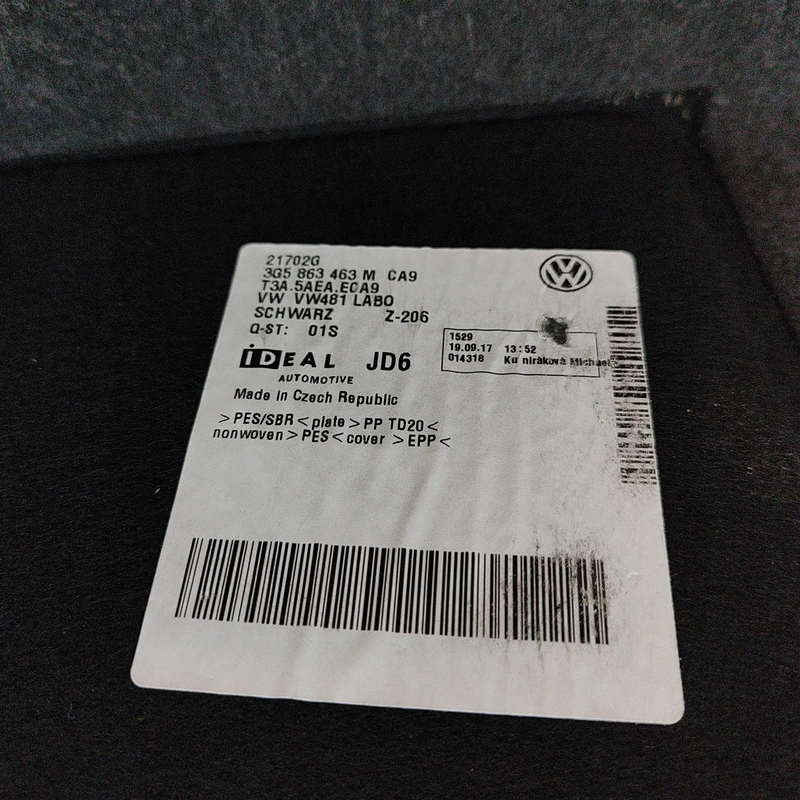 21702G
3G5 863 463 M CA9
T3A.5AEA.ECA9
VW VW481 LABO
SCHWARZ Z-206
Q-ST: 01S
1529
19.09.17 13:52
014318
iDEAL JD6
AUTOMOTIVE
Made in Czech Republic
>PES/SBR<plate>PP TD20<
nonwoven>PES<cover >EPP<